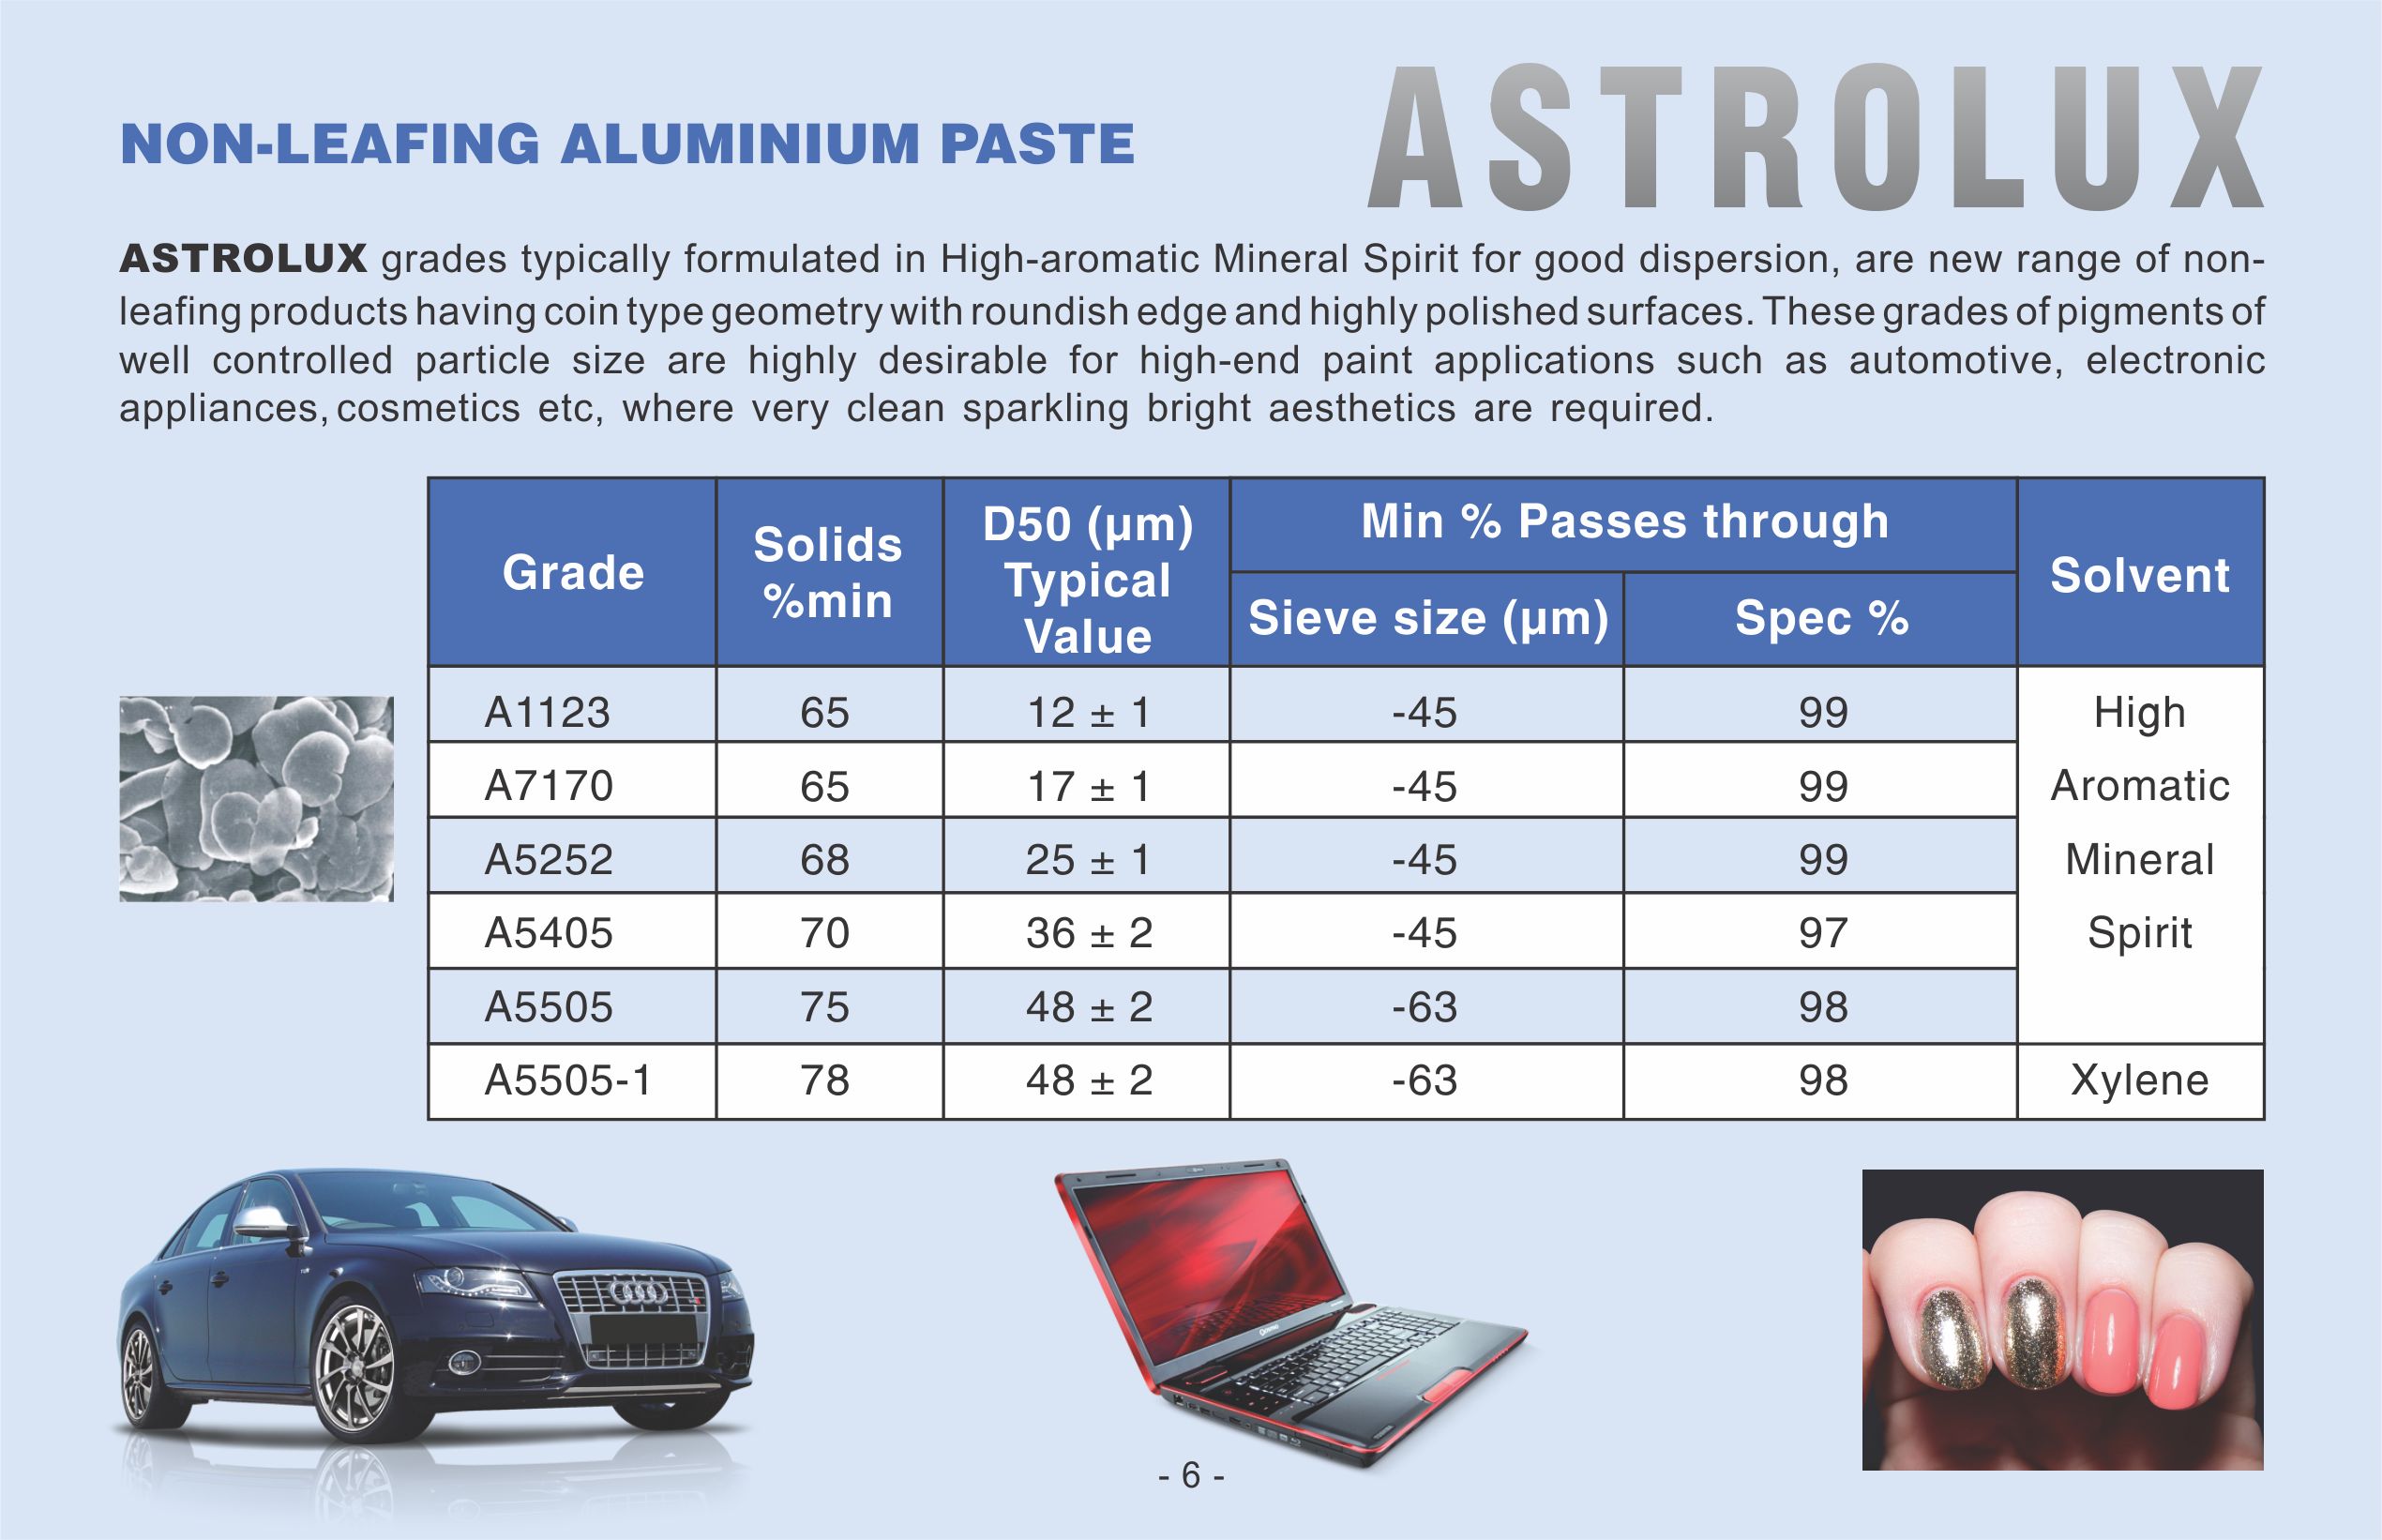 NON-LEAFING ALUMINIUM PASTE
ASTROLUX
ASTROLUX grades typically formulated in High-aromatic Mineral Spirit for good dispersion, are new range of non-
leafing products having coin type geometry with roundish edge and highly polished surfaces. These grades of pigments of
well controlled particle size are highly desirable for high-end paint applications such as automotive, electronic
appliances, cosmetics etc, where very clean sparkling bright aesthetics are required.
Grade Solids %min D50 (µm) Typical Value Min % Passes through Solvent
Sieve size (µm) Spec %
A1123 65 12 ± 1 -45 99 High
A7170 65 17 ± 1 -45 99 Aromatic
A5252 68 25 ± 1 -45 99 Mineral
A5405 70 36 ± 2 -45 97 Spirit
A5505 75 48 ± 2 -63 98
A5505-1 78 48 ± 2 -63 98 Xylene
- 6 -